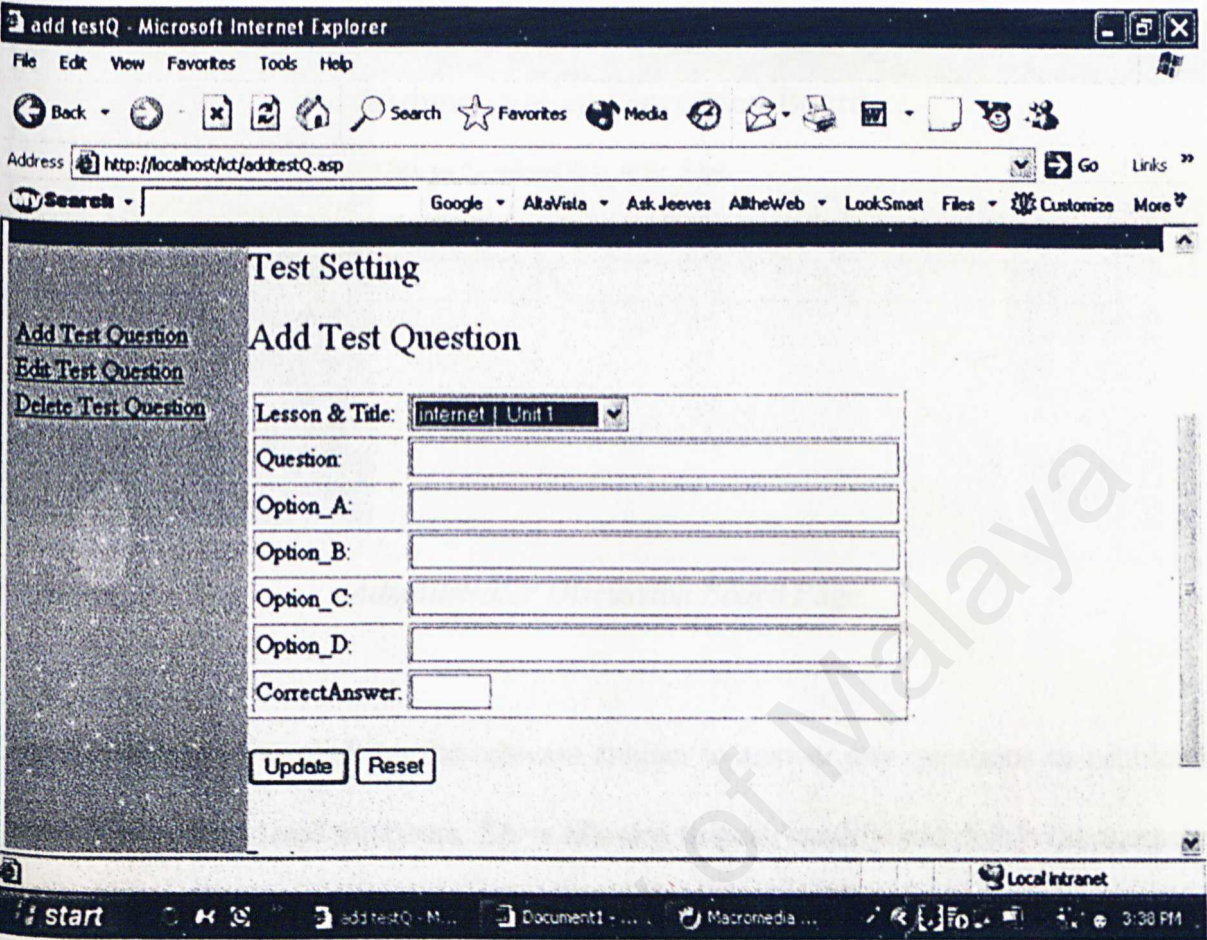 add testQ - Microsoft Internet Explorer
File Edit View Favorites Tools Help
Back Search Favorites Media
Address http://localhost/ict/addtestQ.asp Go Links »
My Search Google AltaVista Ask Jeeves AlltheWeb LookSmart Files Customize More
Test Setting
Add Test Question
Edit Test Question
Delete Test Question
Add Test Question
Lesson & Title: internet | Unit 1
Question:
Option_A:
Option_B:
Option_C:
Option_D:
CorrectAnswer:
Update Reset
Local intranet
start add testQ - M... Document1 - ... Macromedia ... 3:38 PM
of Malaya